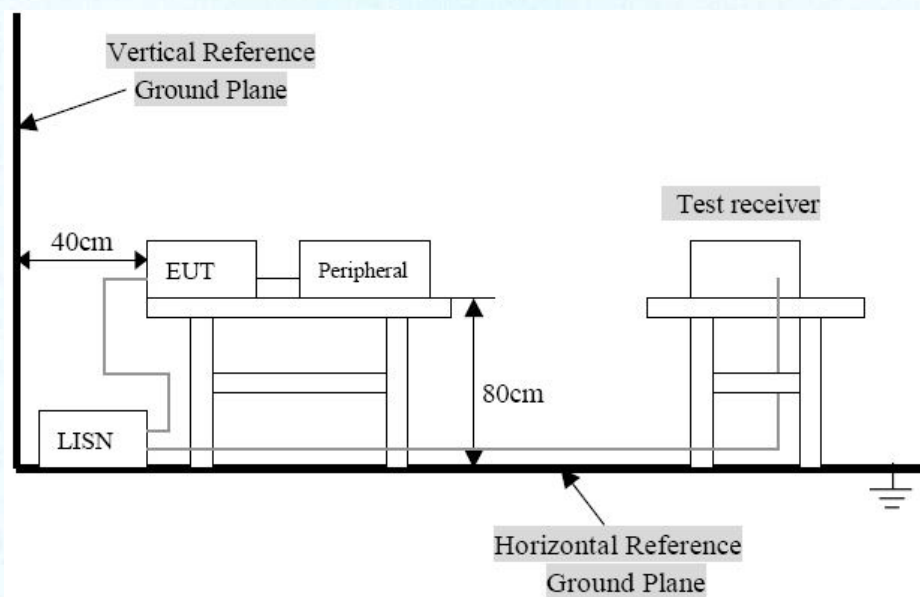 Vertical Reference
Ground Plane
Test receiver
40cm
EUT
Peripheral
80cm
LISN
Horizontal Reference
Ground Plane